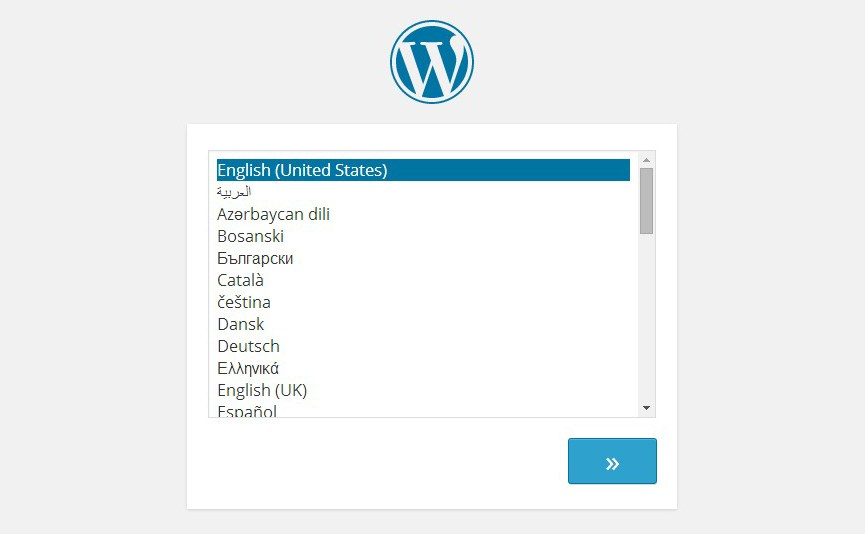 English (United States)
العربية
Azərbaycan dili
Bosanski
Български
Català
čeština
Dansk
Deutsch
Ελληνικά
English (UK)
Español
»